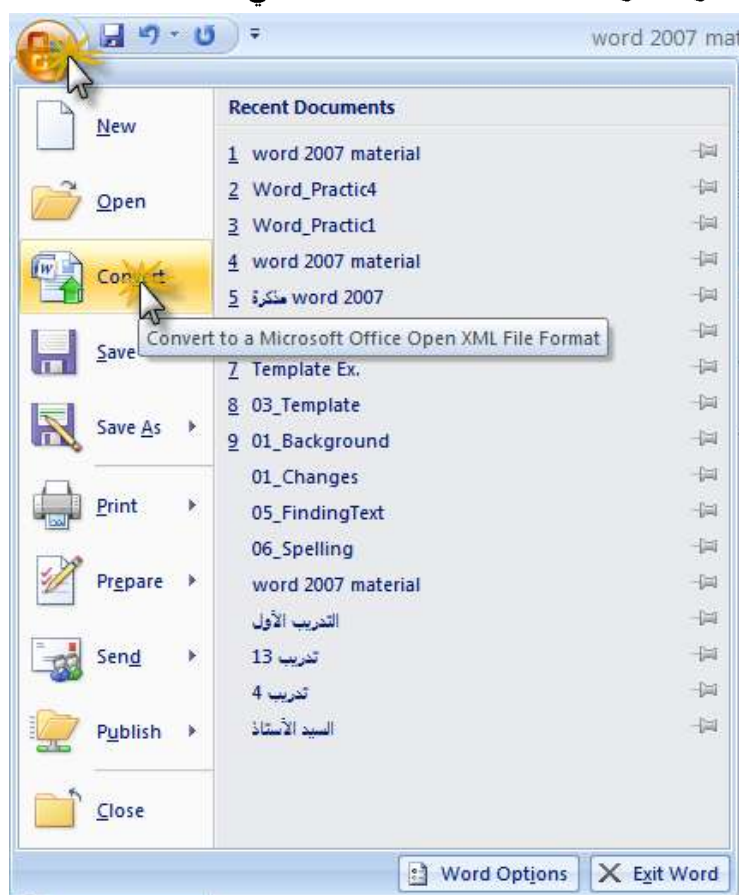 word 2007 mat
New
Open
Convert
Save
Save As
Print
Prepare
Send
Publish
Close
Recent Documents
1 word 2007 material
2 Word_Practic4
3 Word_Practic1
4 word 2007 material
5 مذكرة word 2007
Convert to a Microsoft Office Open XML File Format
7 Template Ex.
8 03_Template
9 01_Background
01_Changes
05_FindingText
06_Spelling
word 2007 material
التدريب الأول
تدريب 13
تدريب 4
السيد الأستاذ
Word Options
Exit Word